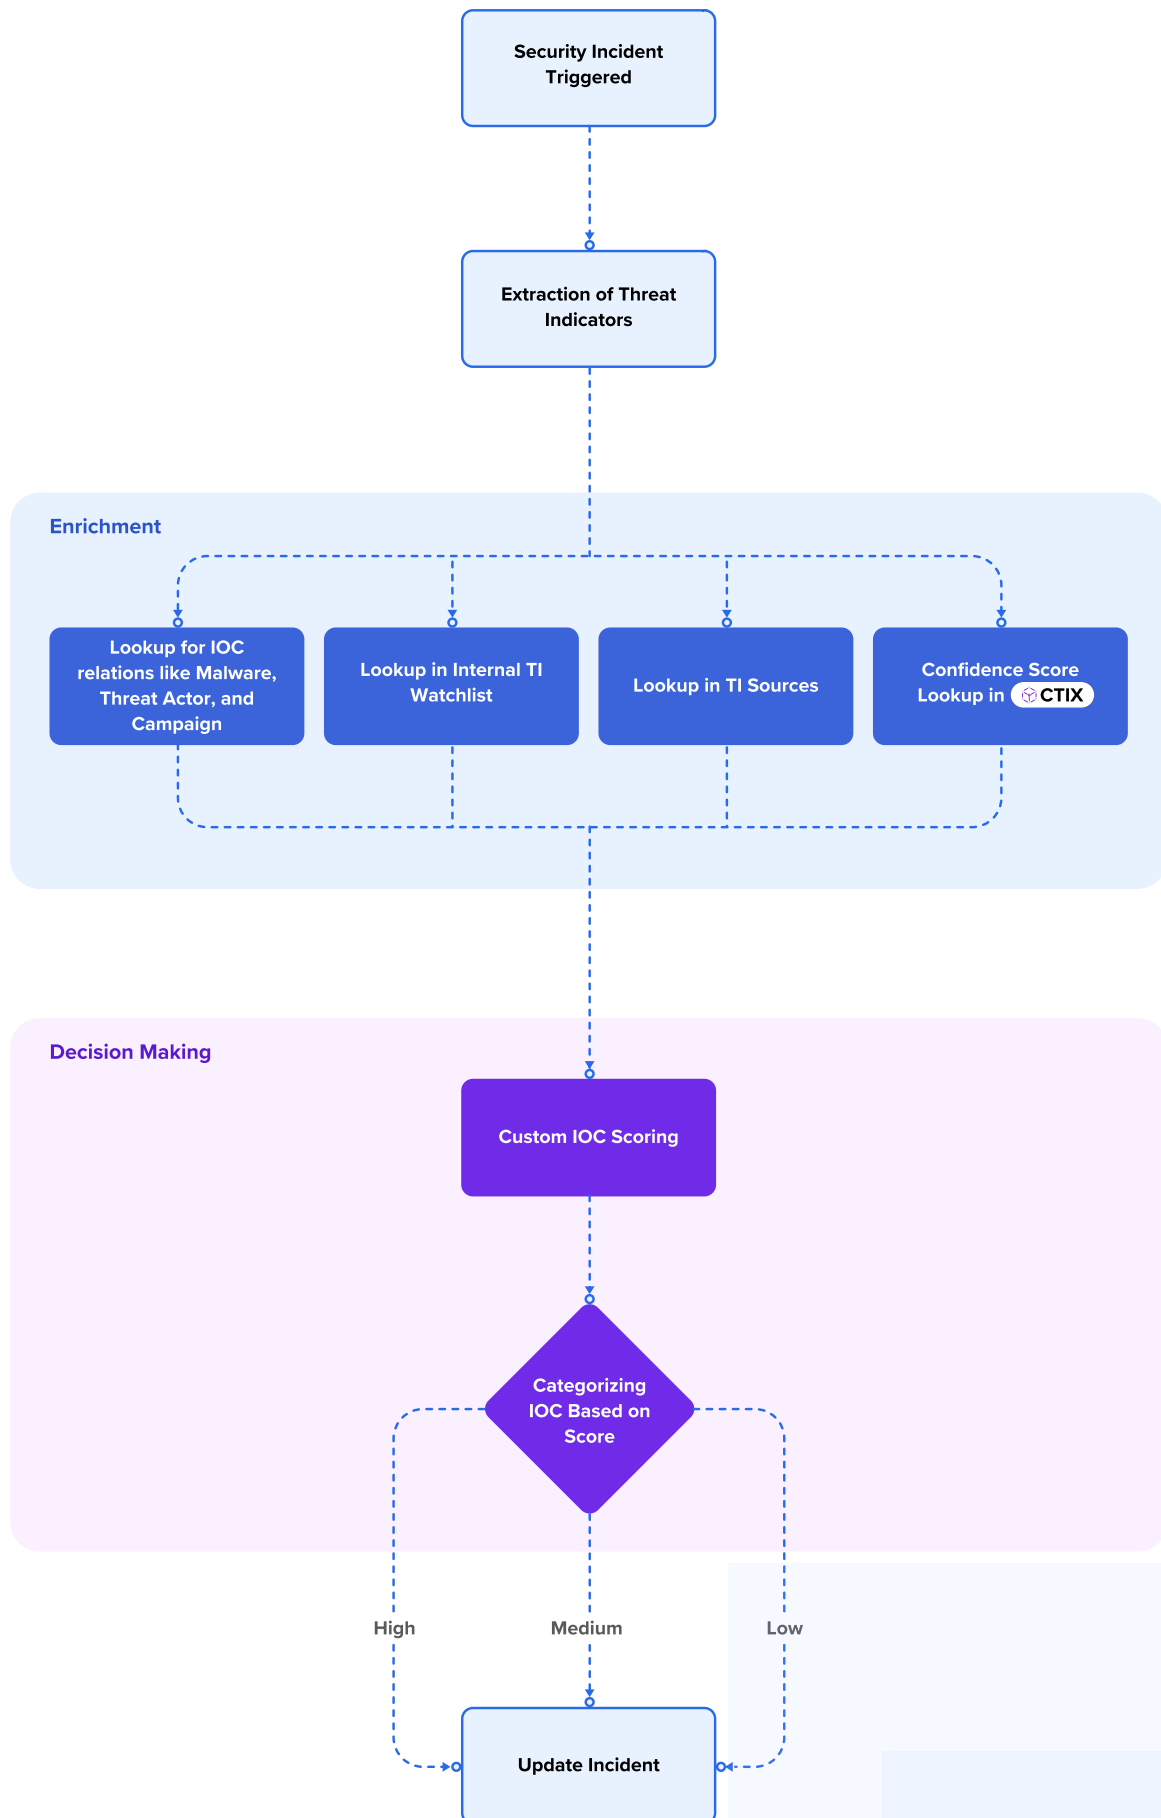 Security Incident
Triggered
Extraction of Threat
Indicators
Enrichment
Lookup for IOC
relations like Malware,
Threat Actor, and
Campaign
Lookup in Internal TI
Watchlist
Lookup in TI Sources
Confidence Score
Lookup in CTIX
Decision Making
Custom IOC Scoring
Categorizing
IOC Based on
Score
High
Medium
Low
Update Incident